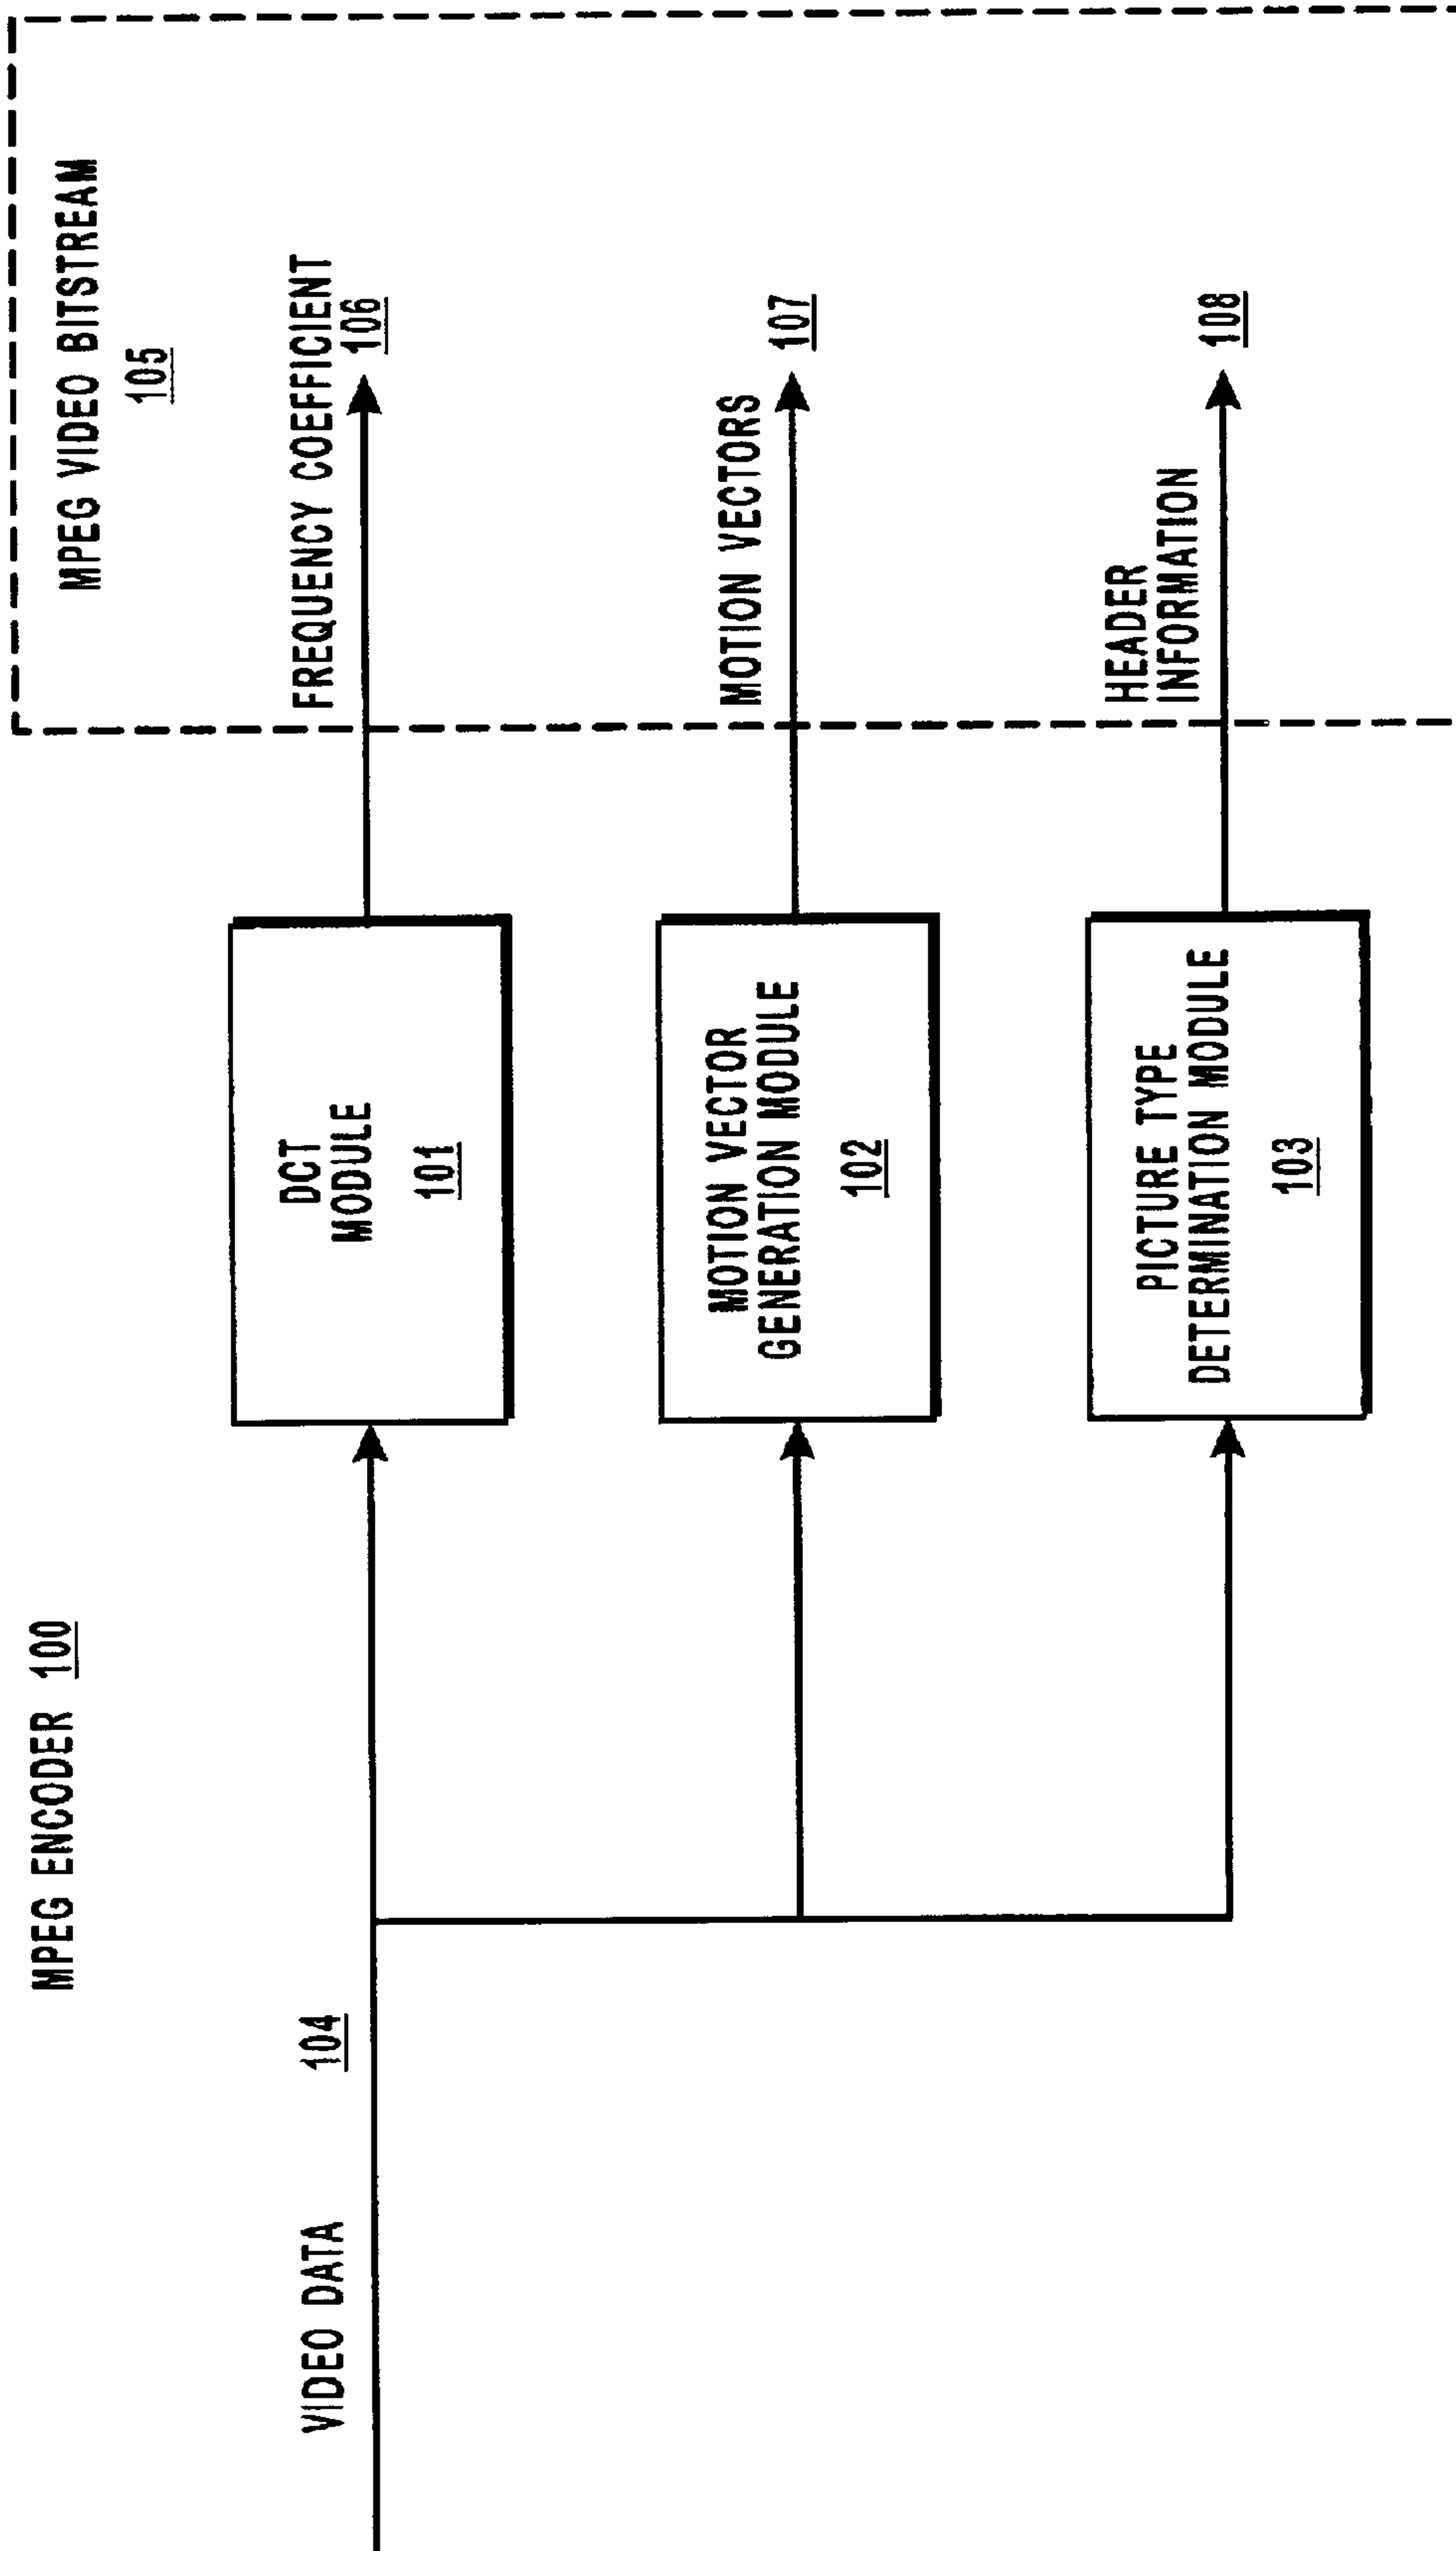 MPEG ENCODER 100
MPEG VIDEO BITSTREAM
105
VIDEO DATA 104
DCT
MODULE
101
FREQUENCY COEFFICIENT
106
MOTION VECTOR
GENERATION MODULE
102
MOTION VECTORS
107
PICTURE TYPE
DETERMINATION MODULE
103
HEADER
INFORMATION
108